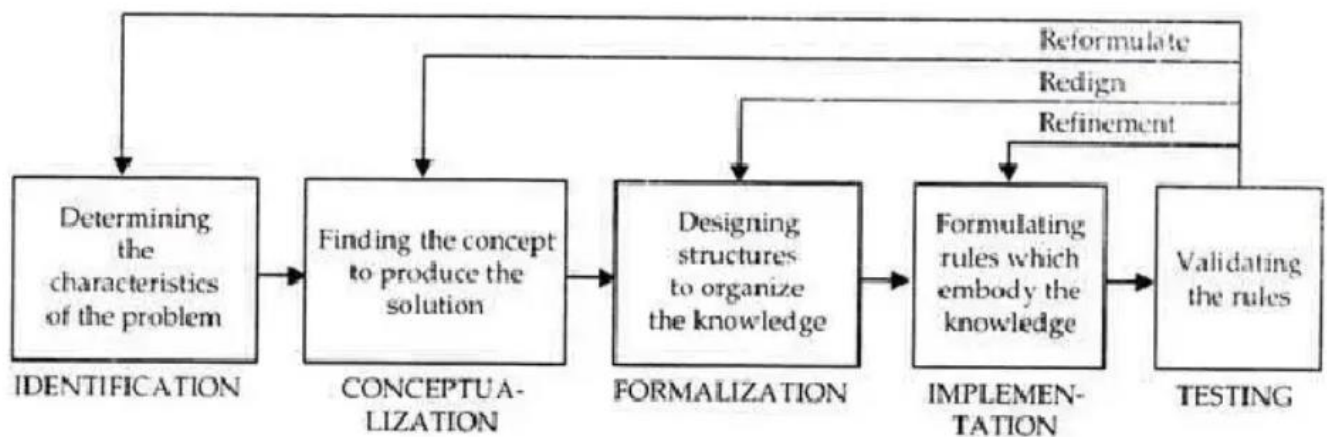 Reformulate
Redign
Refinement
Determining
the
characteristics
of the problem
IDENTIFICATION
Finding the concept
to produce the
solution
CONCEPTUA-
LIZATION
Designing
structures
to organize
the knowledge
FORMALIZATION
Formulating
rules which
embody the
knowledge
IMPLEMEN-
TATION
Validating
the rules
TESTING